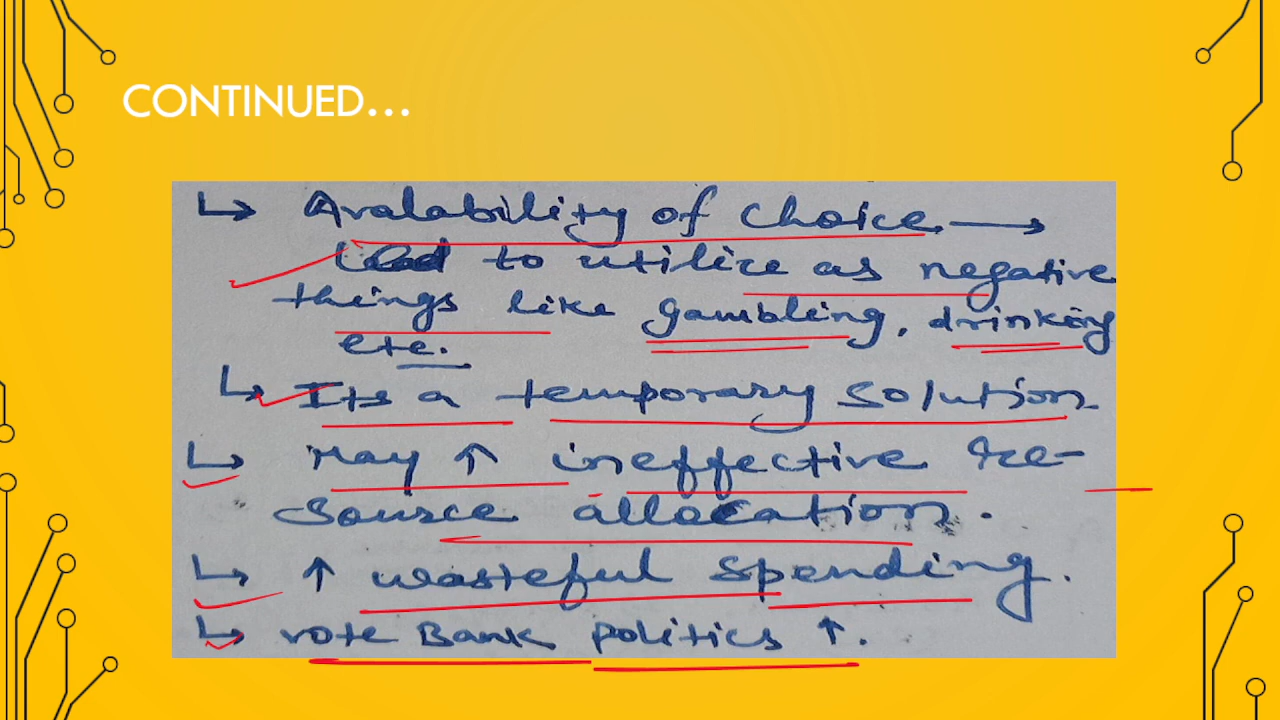 CONTINUED...
↳ Avalability of choice →
Lead to utilize as negative
things like gambling, drinking
etc.
↳ Its a temporary solution
↳ May ↑ ineffective re-
source allocation.
↳ ↑ wasteful spending.
↳ vote Bank politics ↑.